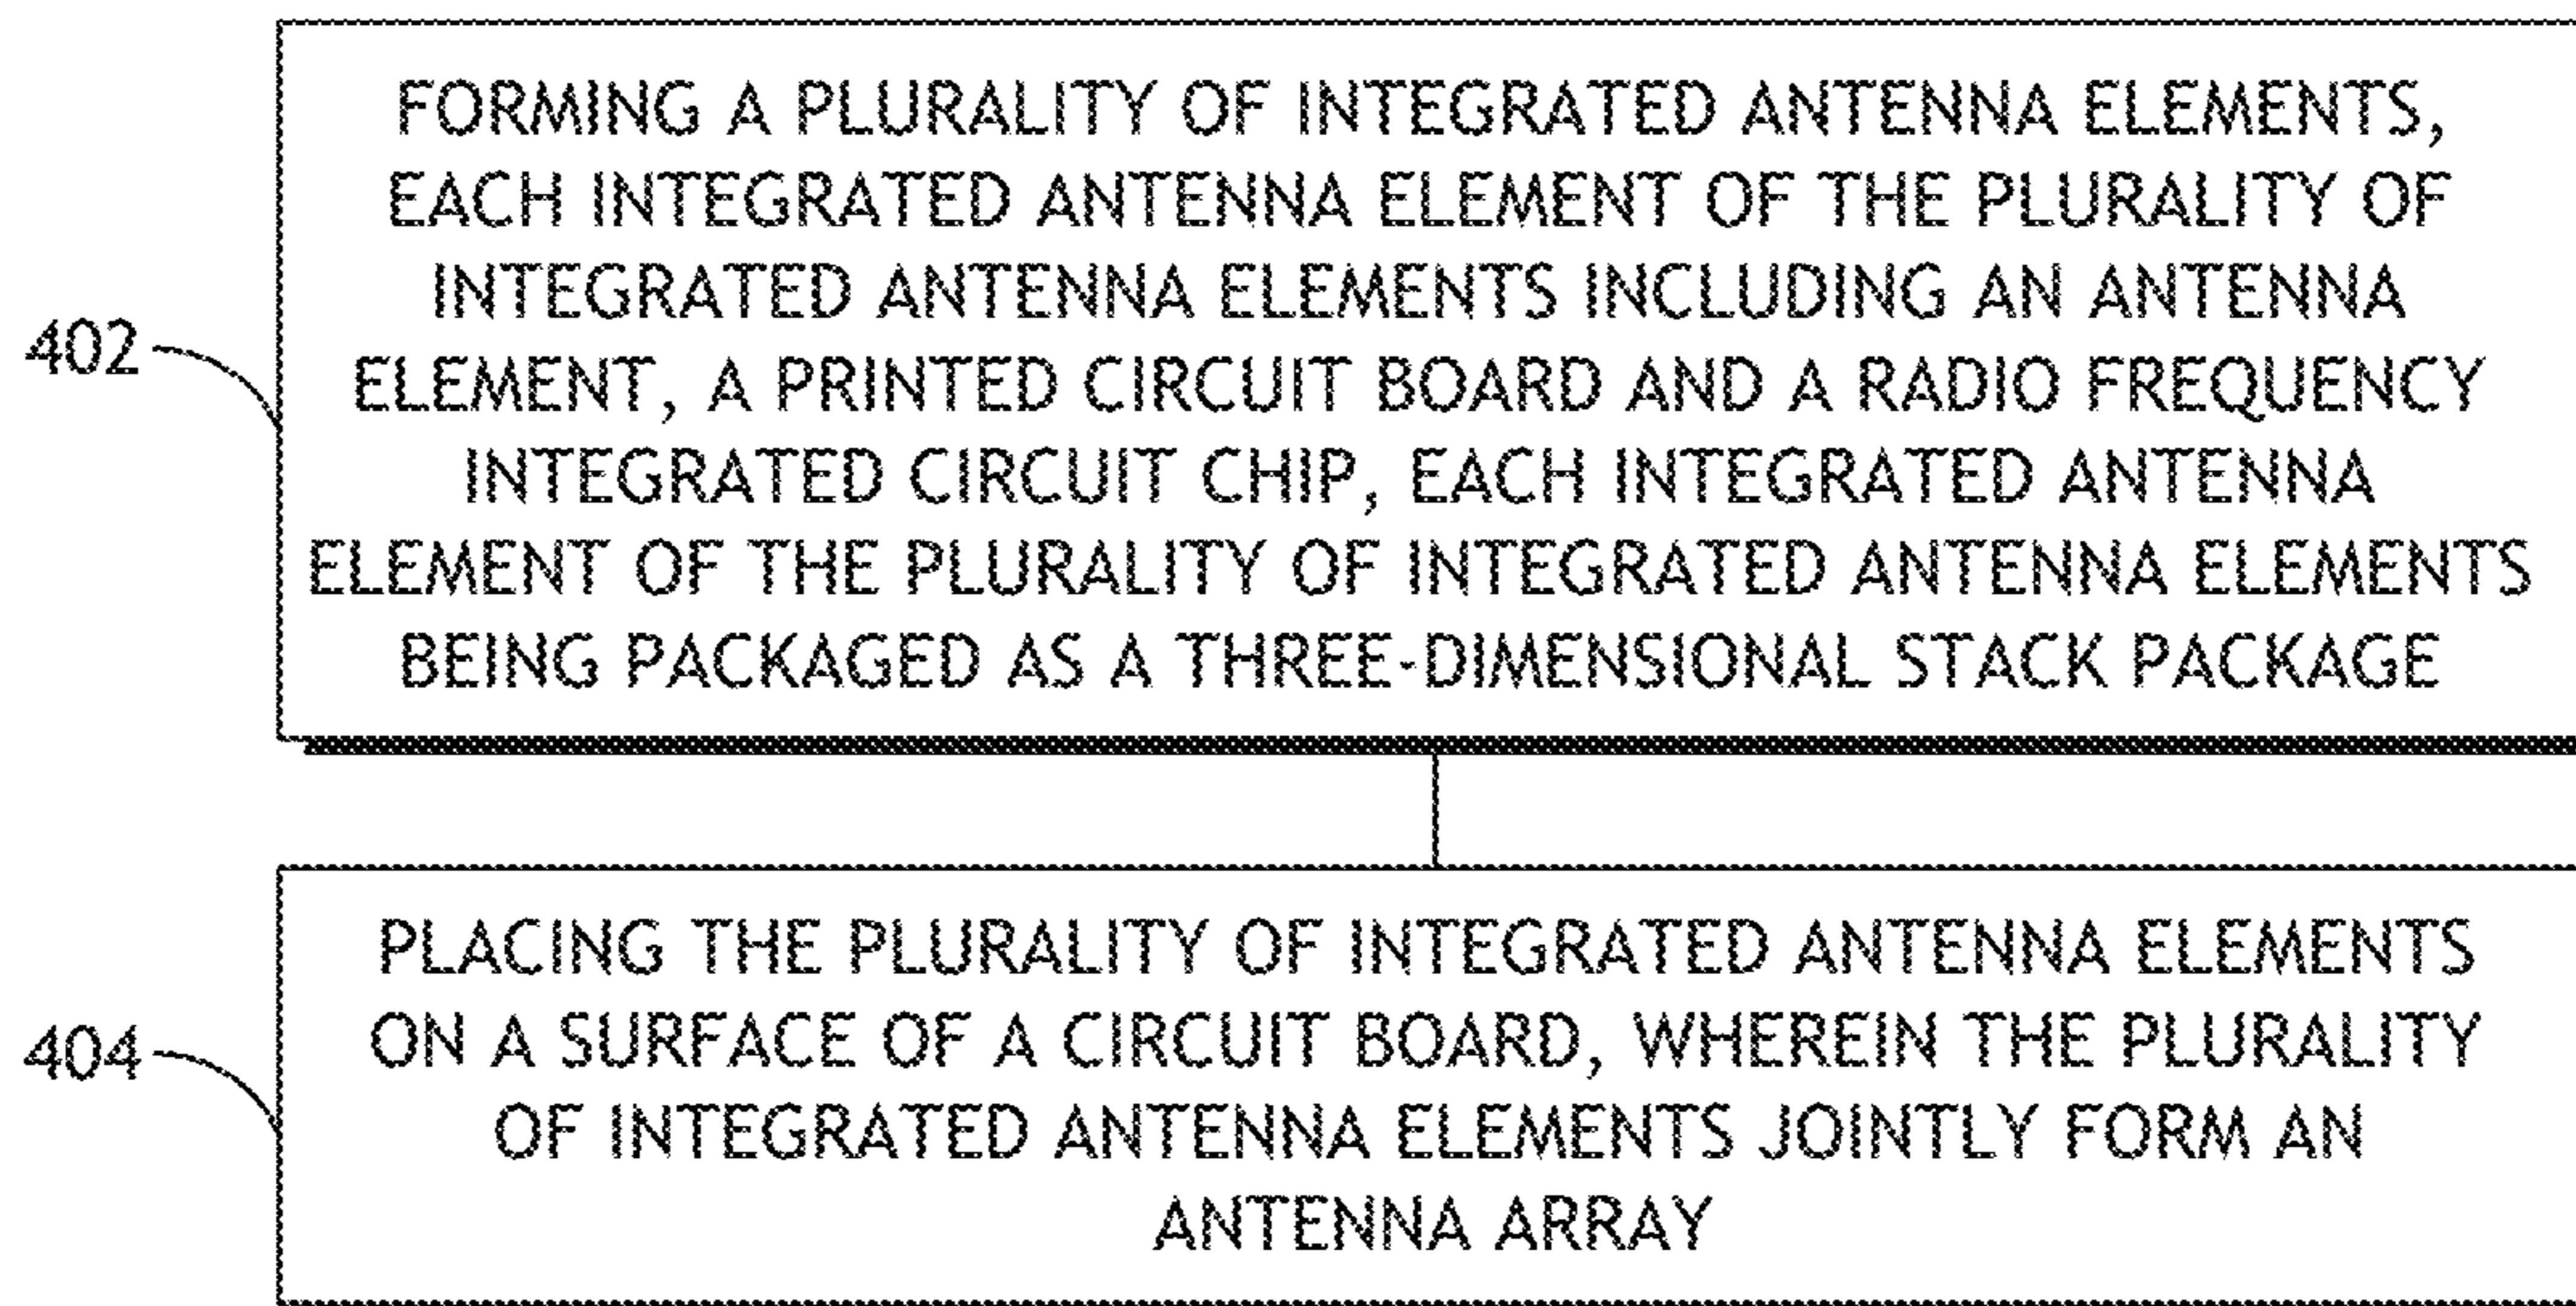 FORMING A PLURALITY OF INTEGRATED ANTENNA ELEMENTS,
EACH INTEGRATED ANTENNA ELEMENT OF THE PLURALITY OF
INTEGRATED ANTENNA ELEMENTS INCLUDING AN ANTENNA
402
ELEMENT, A PRINTED CIRCUIT BOARD AND A RADIO FREQUENCY
INTEGRATED CIRCUIT CHIP, EACH INTEGRATED ANTENNA
ELEMENT OF THE PLURALITY OF INTEGRATED ANTENNA ELEMENTS
BEING PACKAGED AS A THREE-DIMENSIONAL STACK PACKAGE
PLACING THE PLURALITY OF INTEGRATED ANTENNA ELEMENTS
404
ON A SURFACE OF A CIRCUIT BOARD, WHEREIN THE PLURALITY
OF INTEGRATED ANTENNA ELEMENTS JOINTLY FORM AN
ANTENNA ARRAY